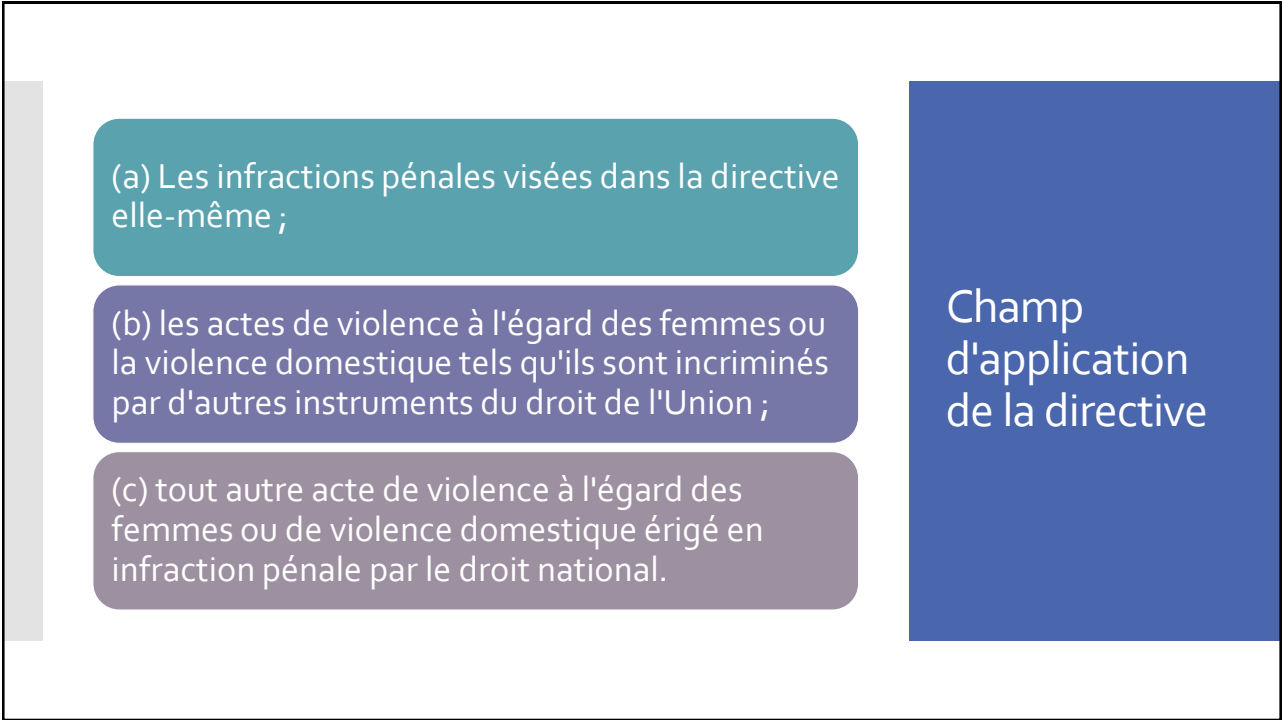 (a) Les infractions pénales visées dans la directive
elle-même ;
(b) les actes de violence à l'égard des femmes ou
la violence domestique tels qu'ils sont incriminés
par d'autres instruments du droit de l'Union ;
(c) tout autre acte de violence à l'égard des
femmes ou de violence domestique érigé en
infraction pénale par le droit national.
Champ
d'application
de la directive